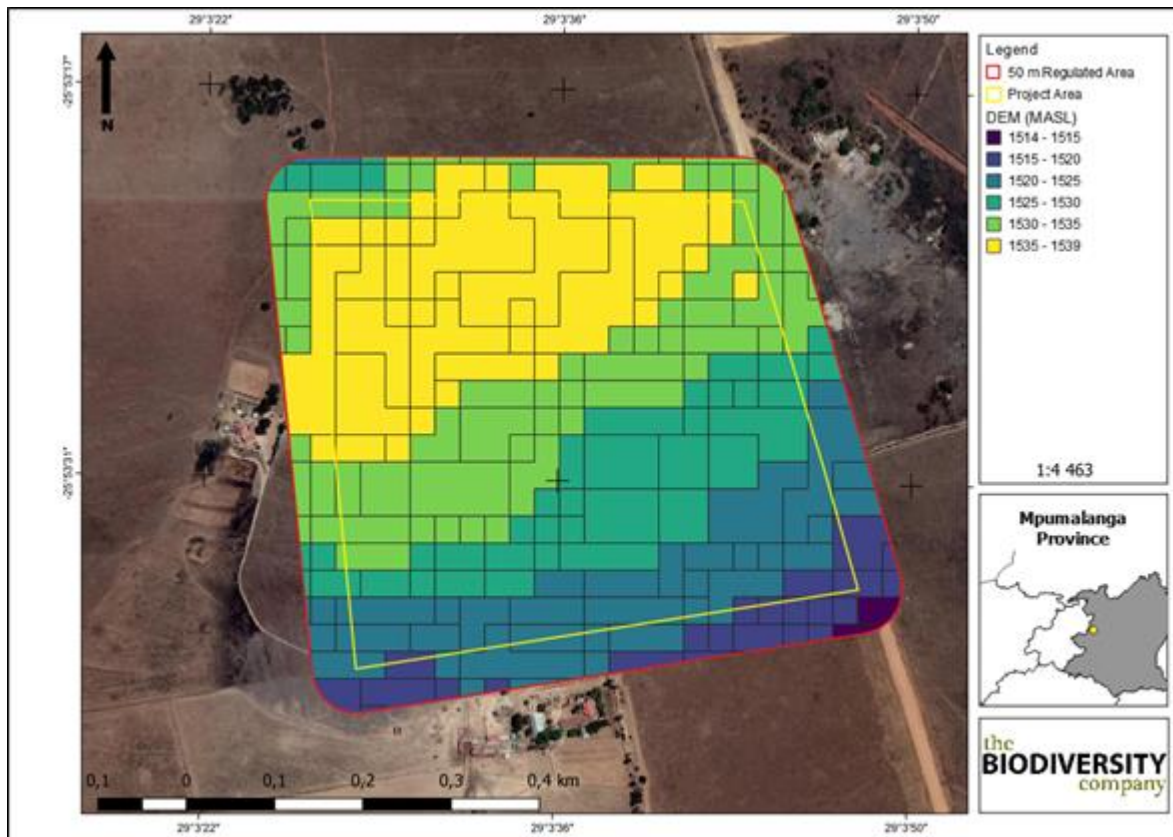 29°3'22" 29°3'36" 29°3'50"
-25°53'17"
N
-25°53'31"
Legend
50 m Regulated Area
Project Area
DEM (MASL)
1514 - 1515
1515 - 1520
1520 - 1525
1525 - 1530
1530 - 1535
1535 - 1539
1:4 463
Mpumalanga
Province
the
BIODIVERSITY
company
0,1 0 0,1 0,2 0,3 0,4 km
29°3'22" 29°3'36" 29°3'50"